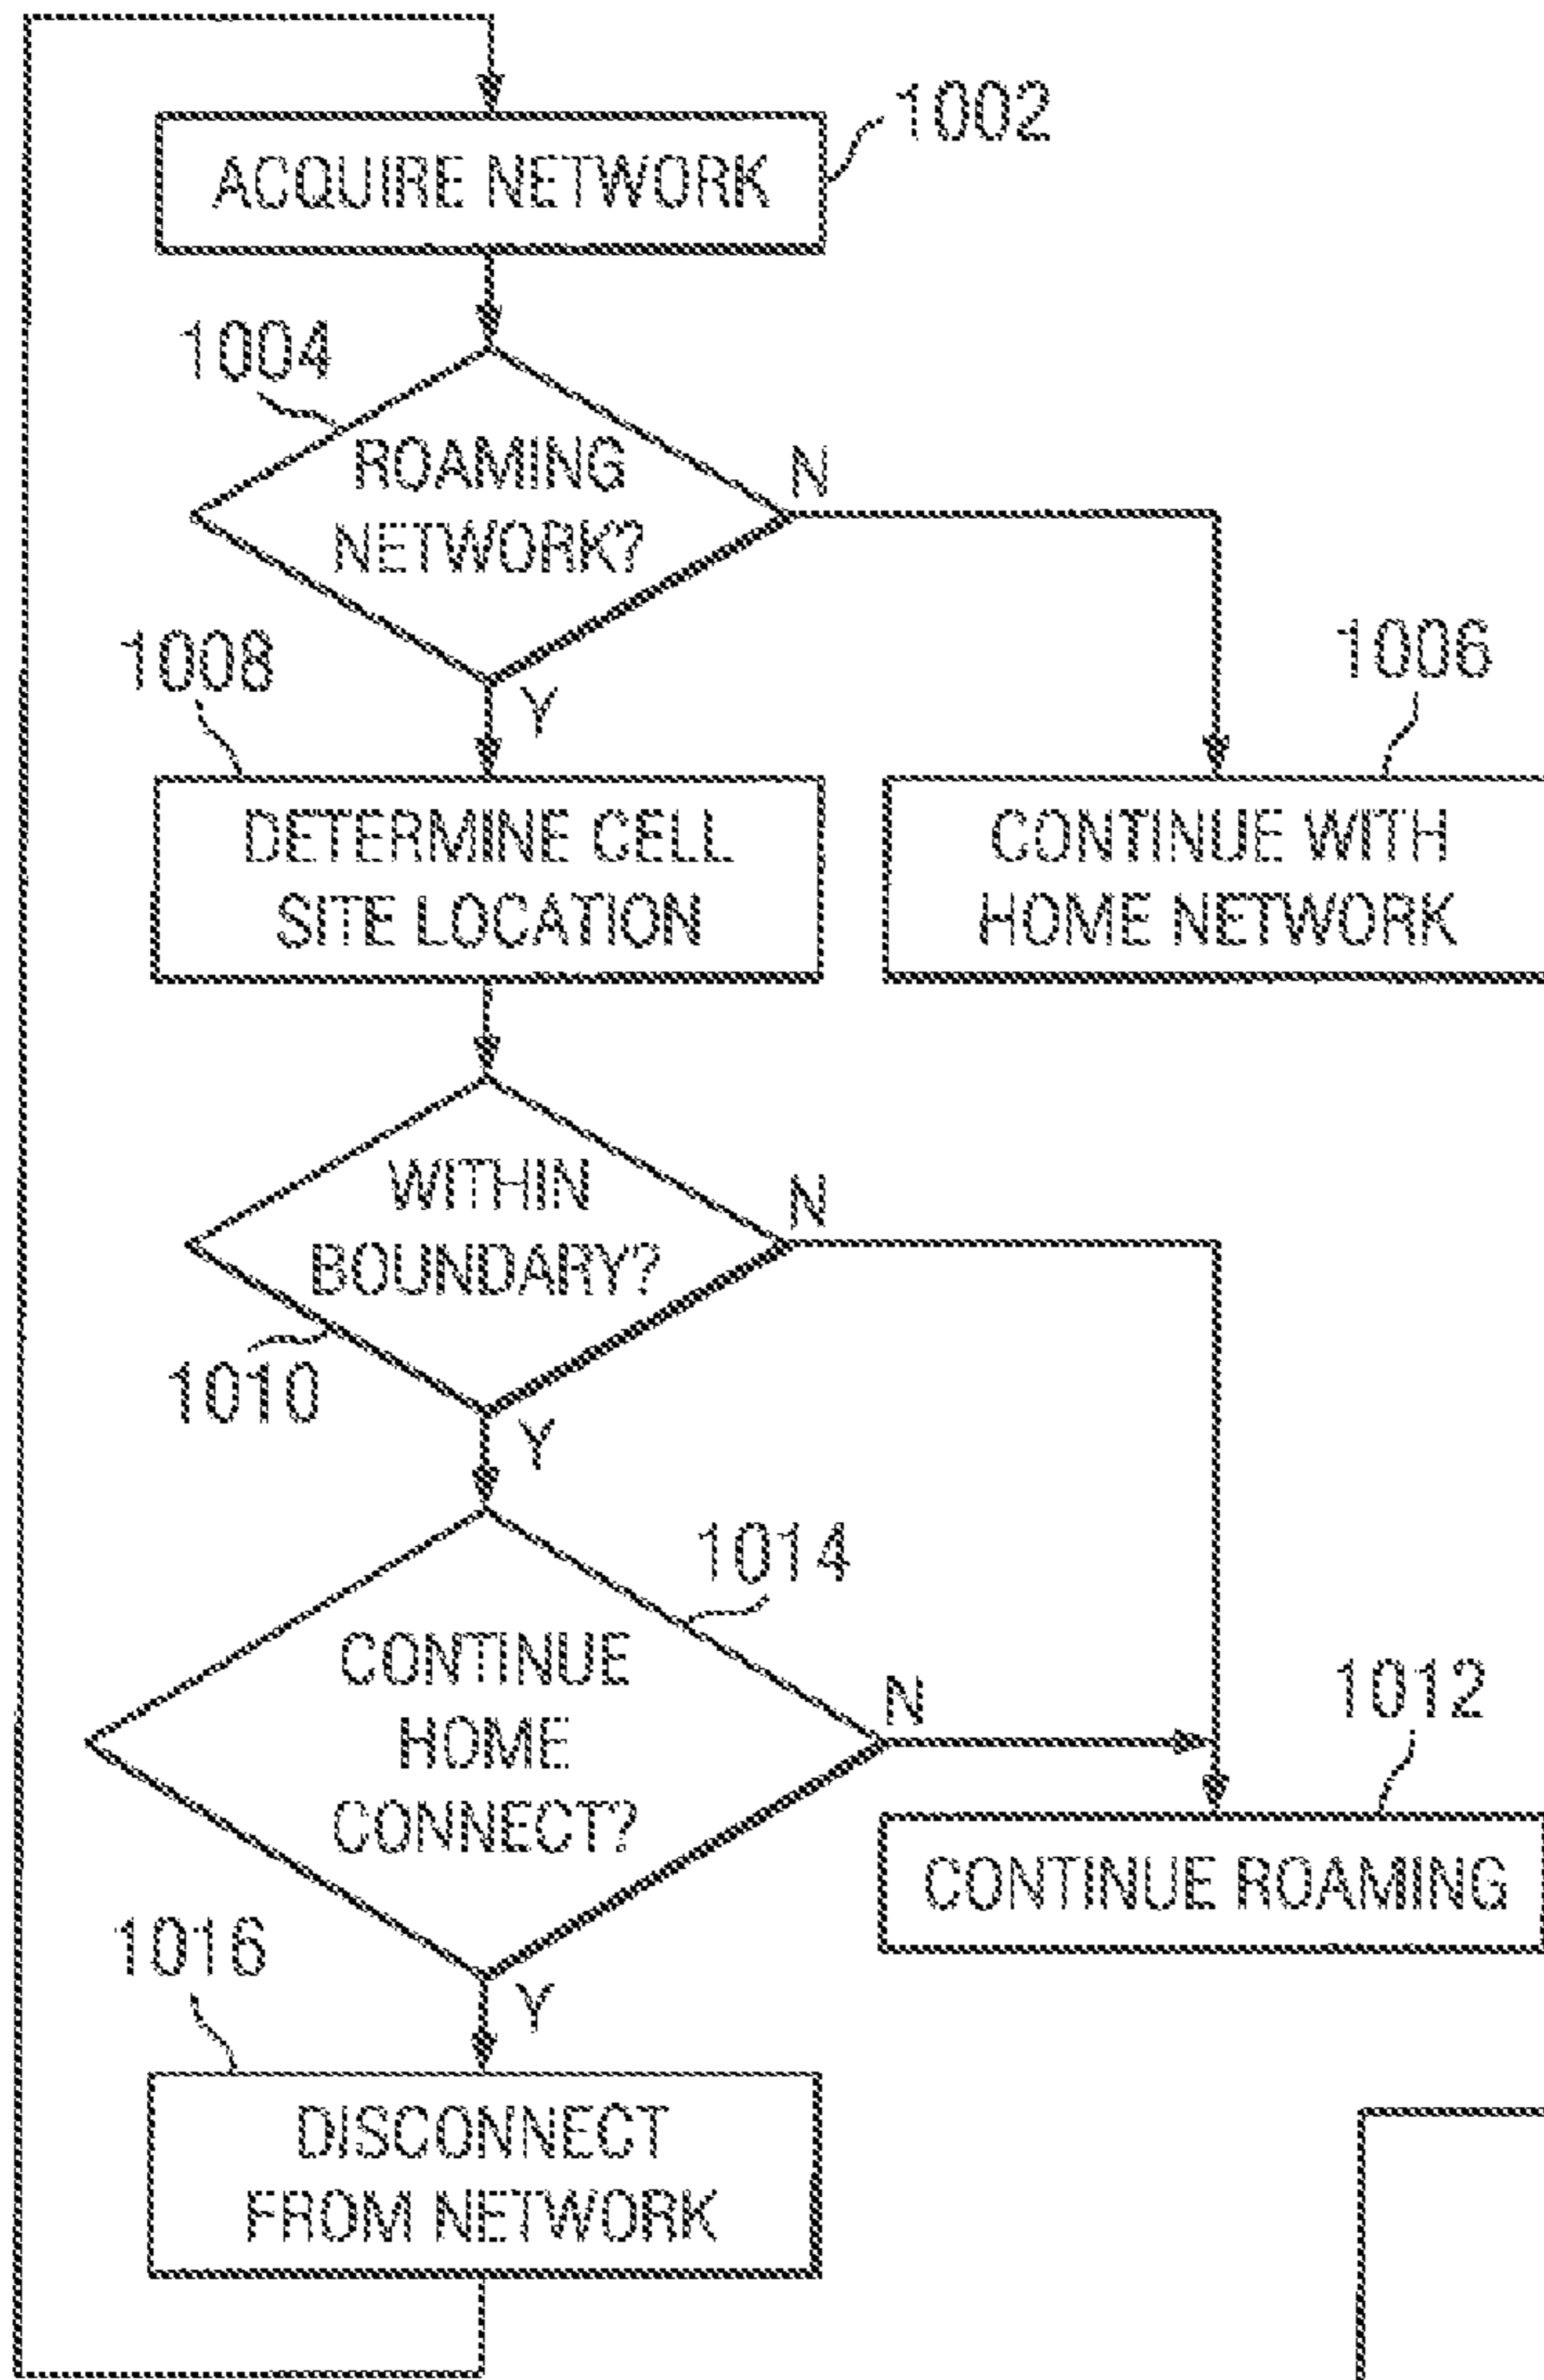 1002
ACQUIRE NETWORK
1004
ROAMING
NETWORK?
N
Y
1006
1008
DETERMINE CELL
SITE LOCATION
CONTINUE WITH
HOME NETWORK
WITHIN
BOUNDARY?
N
1010
Y
1014
CONTINUE
HOME
CONNECT?
N
1012
CONTINUE ROAMING
1016
Y
DISCONNECT
FROM NETWORK